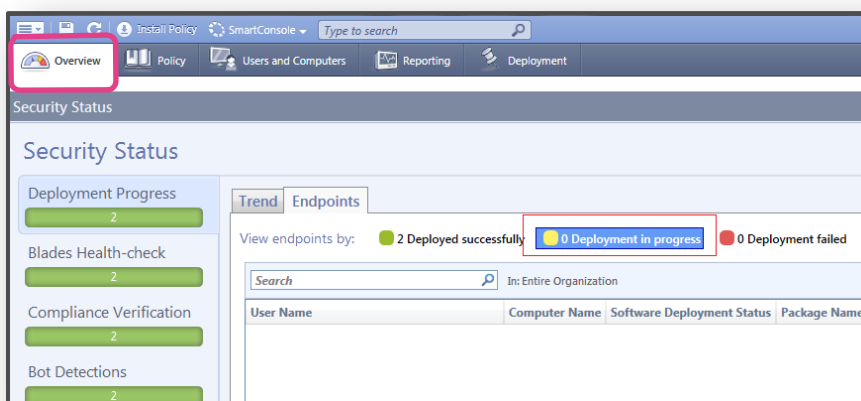 Install Policy SmartConsole Type to search
Overview Policy Users and Computers Reporting Deployment
Security Status
Security Status
Deployment Progress
2
Blades Health-check
2
Compliance Verification
2
Bot Detections
2
Trend Endpoints
View endpoints by: 2 Deployed successfully 0 Deployment in progress 0 Deployment failed
Search In: Entire Organization
User Name Computer Name Software Deployment Status Package Name